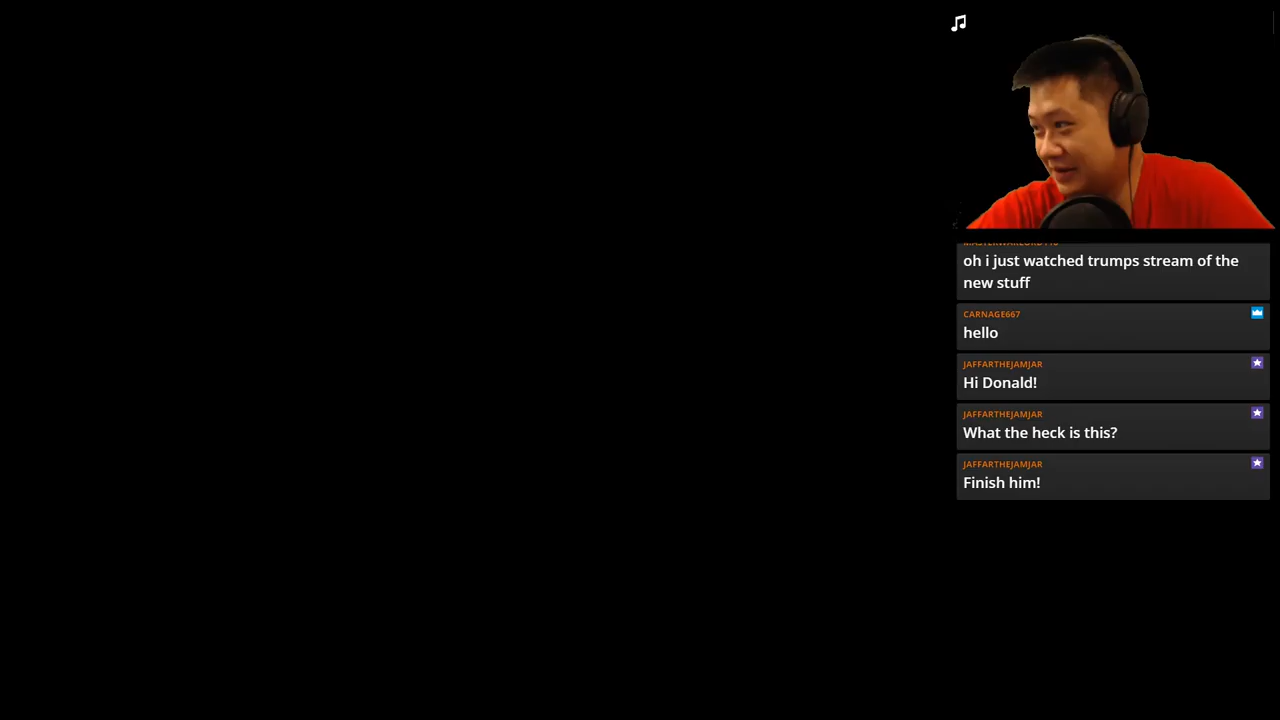 oh i just watched trumps stream of the
new stuff
CARNAGE667
hello
JAFFARTHEJAMJAR
Hi Donald!
JAFFARTHEJAMJAR
What the heck is this?
JAFFARTHEJAMJAR
Finish him!